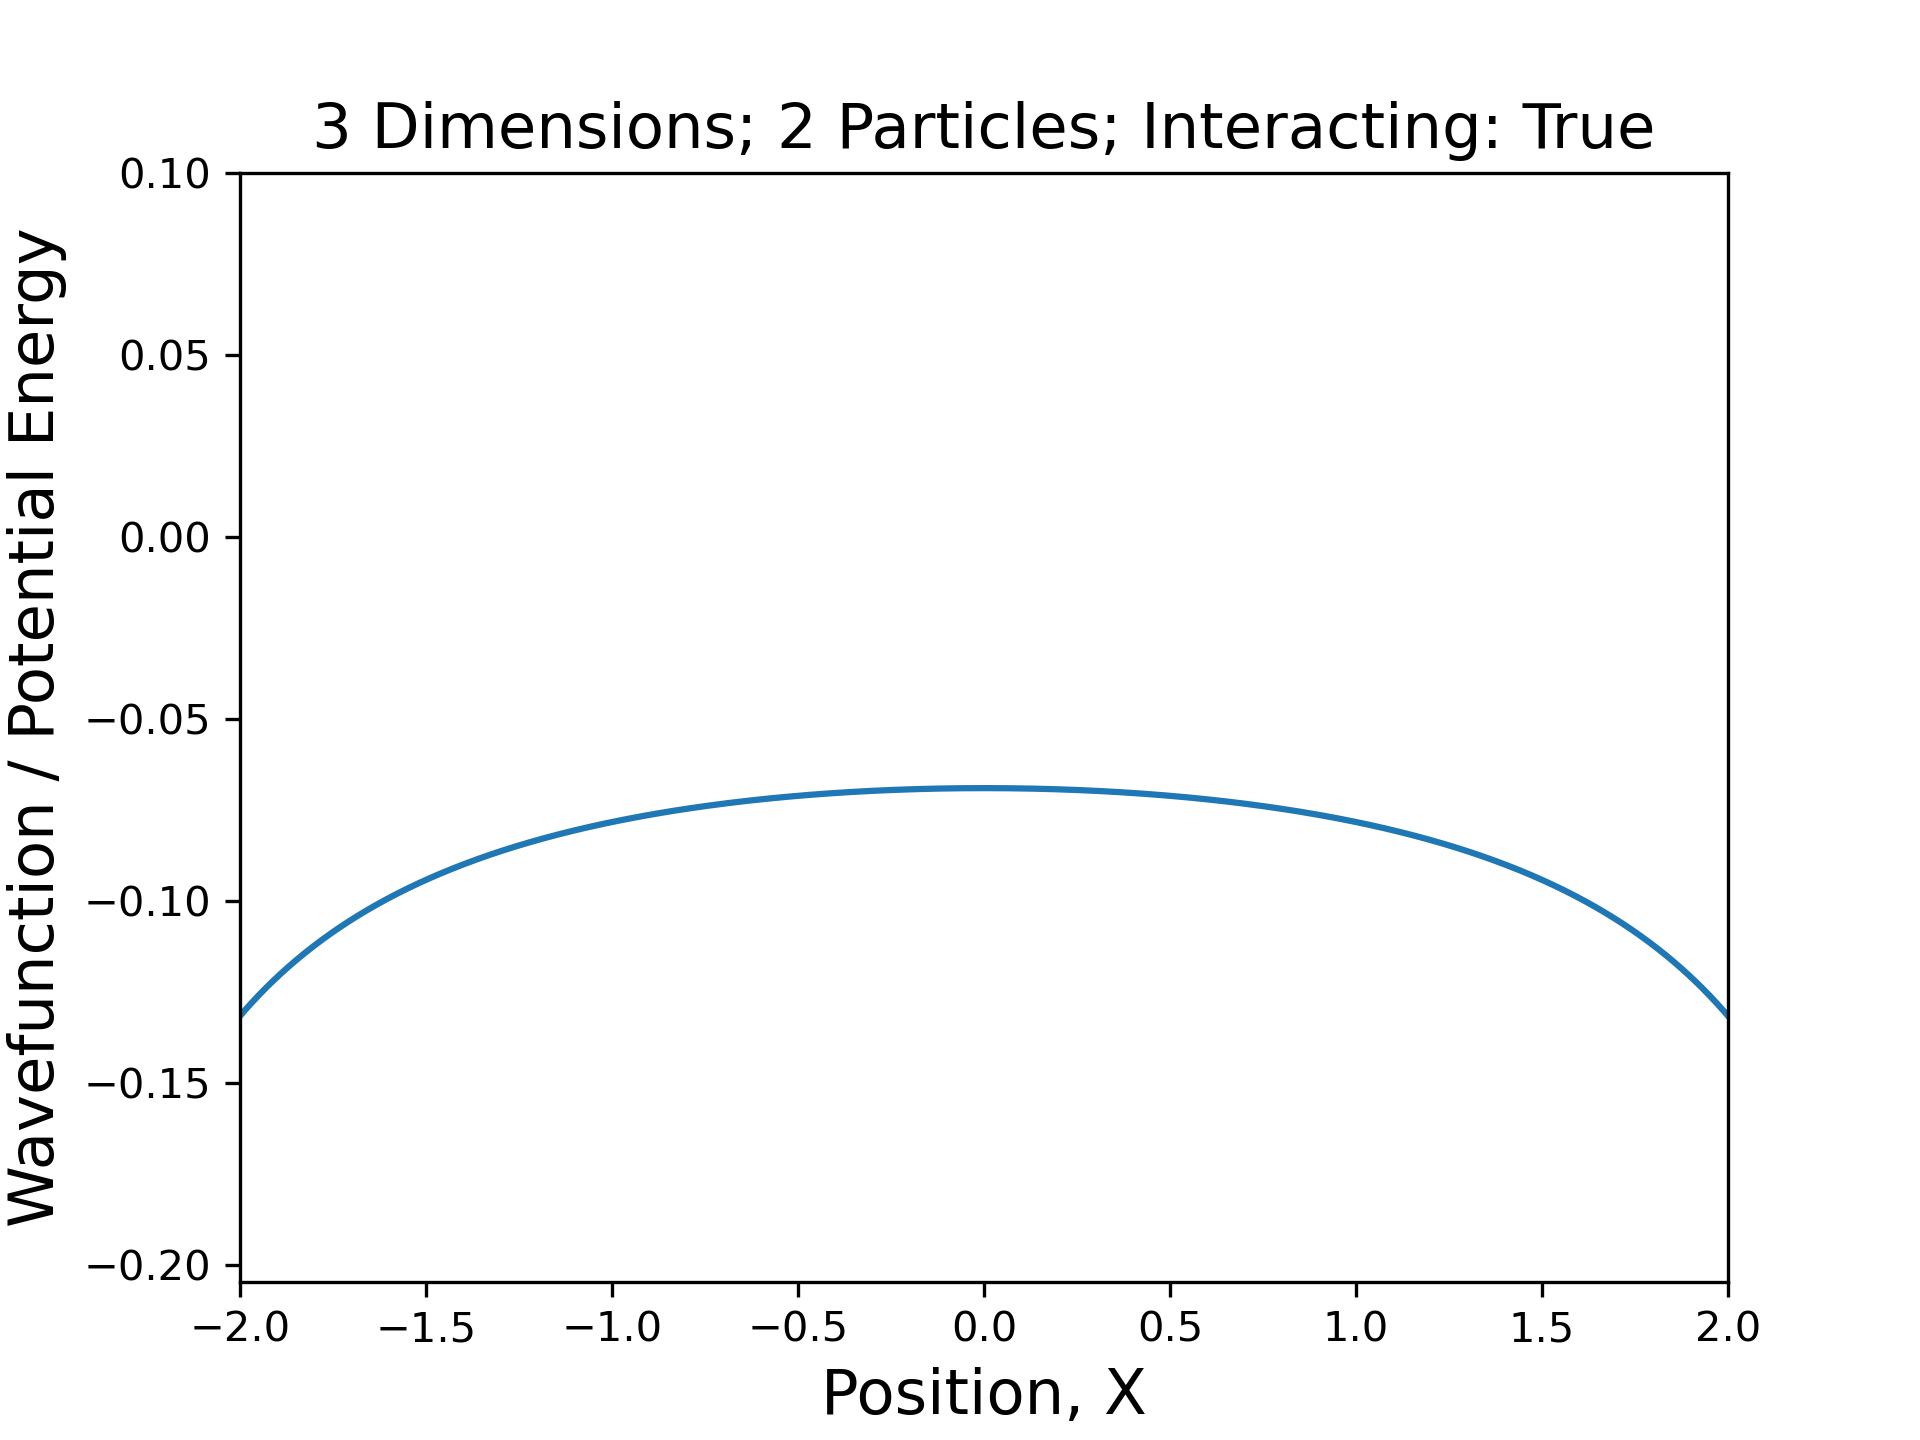 3 Dimensions; 2 Particles; Interacting: True
Wavefunction / Potential Energy
0.10
0.05
0.00
−0.05
−0.10
−0.15
−0.20
−2.0 −1.5 −1.0 −0.5 0.0 0.5 1.0 1.5 2.0
Position, X